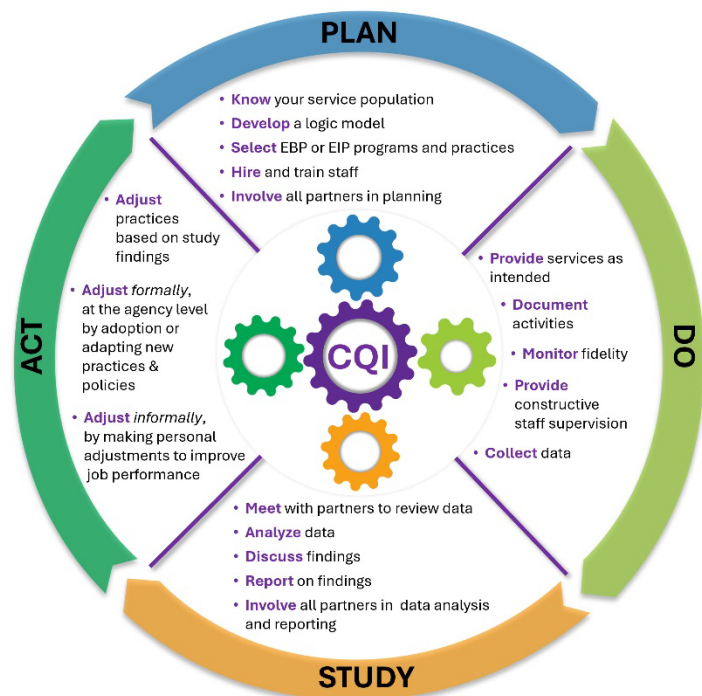 PLAN
• Know your service population
• Develop a logic model
• Select EBP or EIP programs and practices
• Hire and train staff
• Involve all partners in planning
DO
• Provide services as
intended
• Document
activities
• Monitor fidelity
• Provide
constructive
staff supervision
• Collect data
STUDY
• Meet with partners to review data
• Analyze data
• Discuss findings
• Report on findings
• Involve all partners in data analysis
and reporting
ACT
• Adjust
practices
based on study
findings
• Adjust formally,
at the agency level
by adoption or
adapting new
practices &
policies
• Adjust informally,
by making personal
adjustments to improve
job performance
CQI